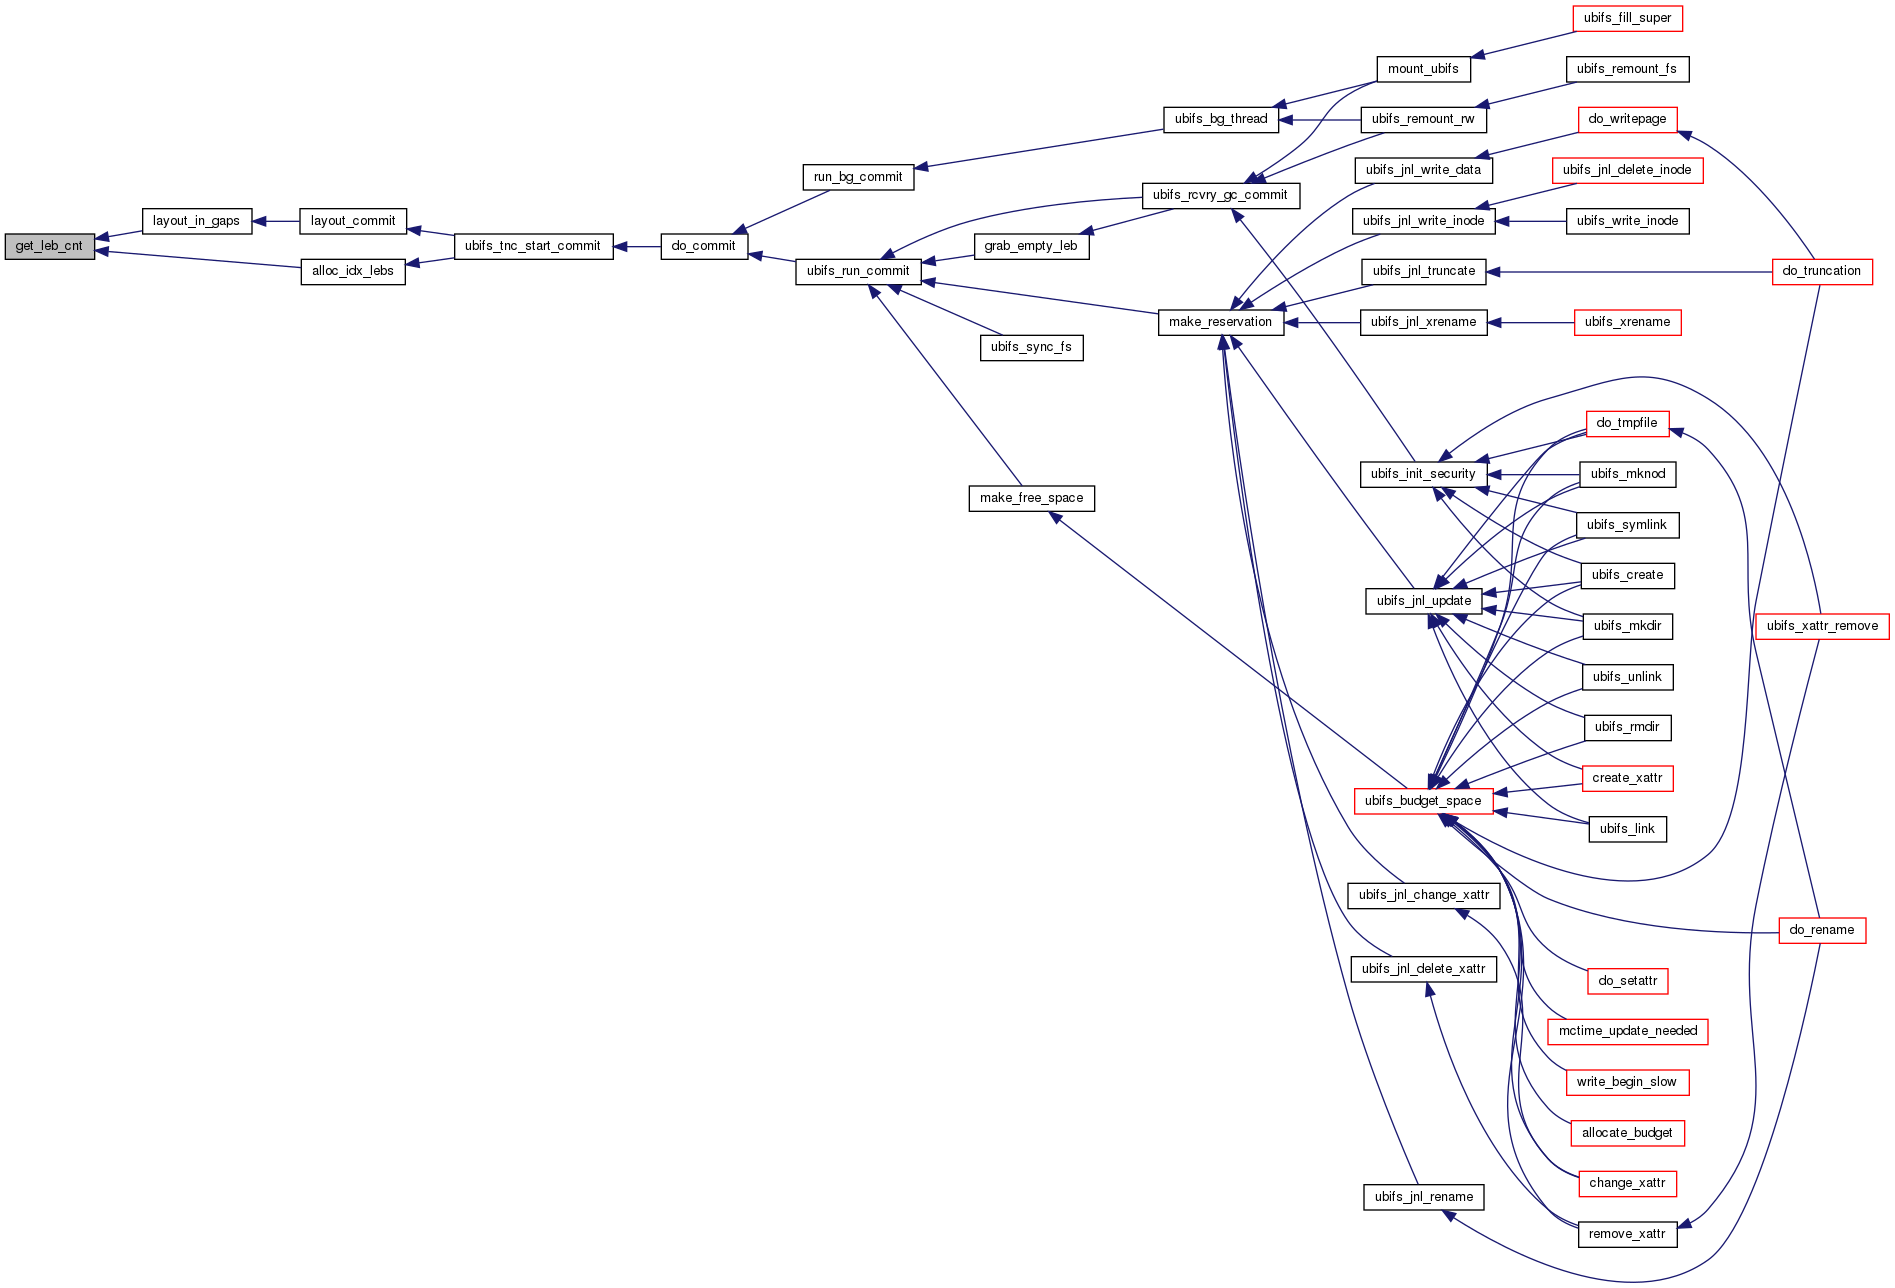 get_leb_cnt
layout_in_gaps
alloc_idx_lebs
layout_commit
ubifs_tnc_start_commit
do_commit
run_bg_commit
ubifs_run_commit
ubifs_bg_thread
ubifs_rcvry_gc_commit
grab_empty_leb
make_reservation
ubifs_sync_fs
make_free_space
mount_ubifs
ubifs_remount_rw
ubifs_jnl_write_data
ubifs_jnl_write_inode
ubifs_jnl_truncate
ubifs_jnl_xrename
ubifs_init_security
ubifs_jnl_update
ubifs_budget_space
ubifs_jnl_change_xattr
ubifs_jnl_delete_xattr
ubifs_jnl_rename
ubifs_fill_super
ubifs_remount_fs
do_writepage
ubifs_jnl_delete_inode
ubifs_write_inode
do_truncation
ubifs_xrename
do_tmpfile
ubifs_mknod
ubifs_symlink
ubifs_create
ubifs_mkdir
ubifs_xattr_remove
ubifs_unlink
ubifs_rmdir
create_xattr
ubifs_link
do_rename
do_setattr
mctime_update_needed
write_begin_slow
allocate_budget
change_xattr
remove_xattr